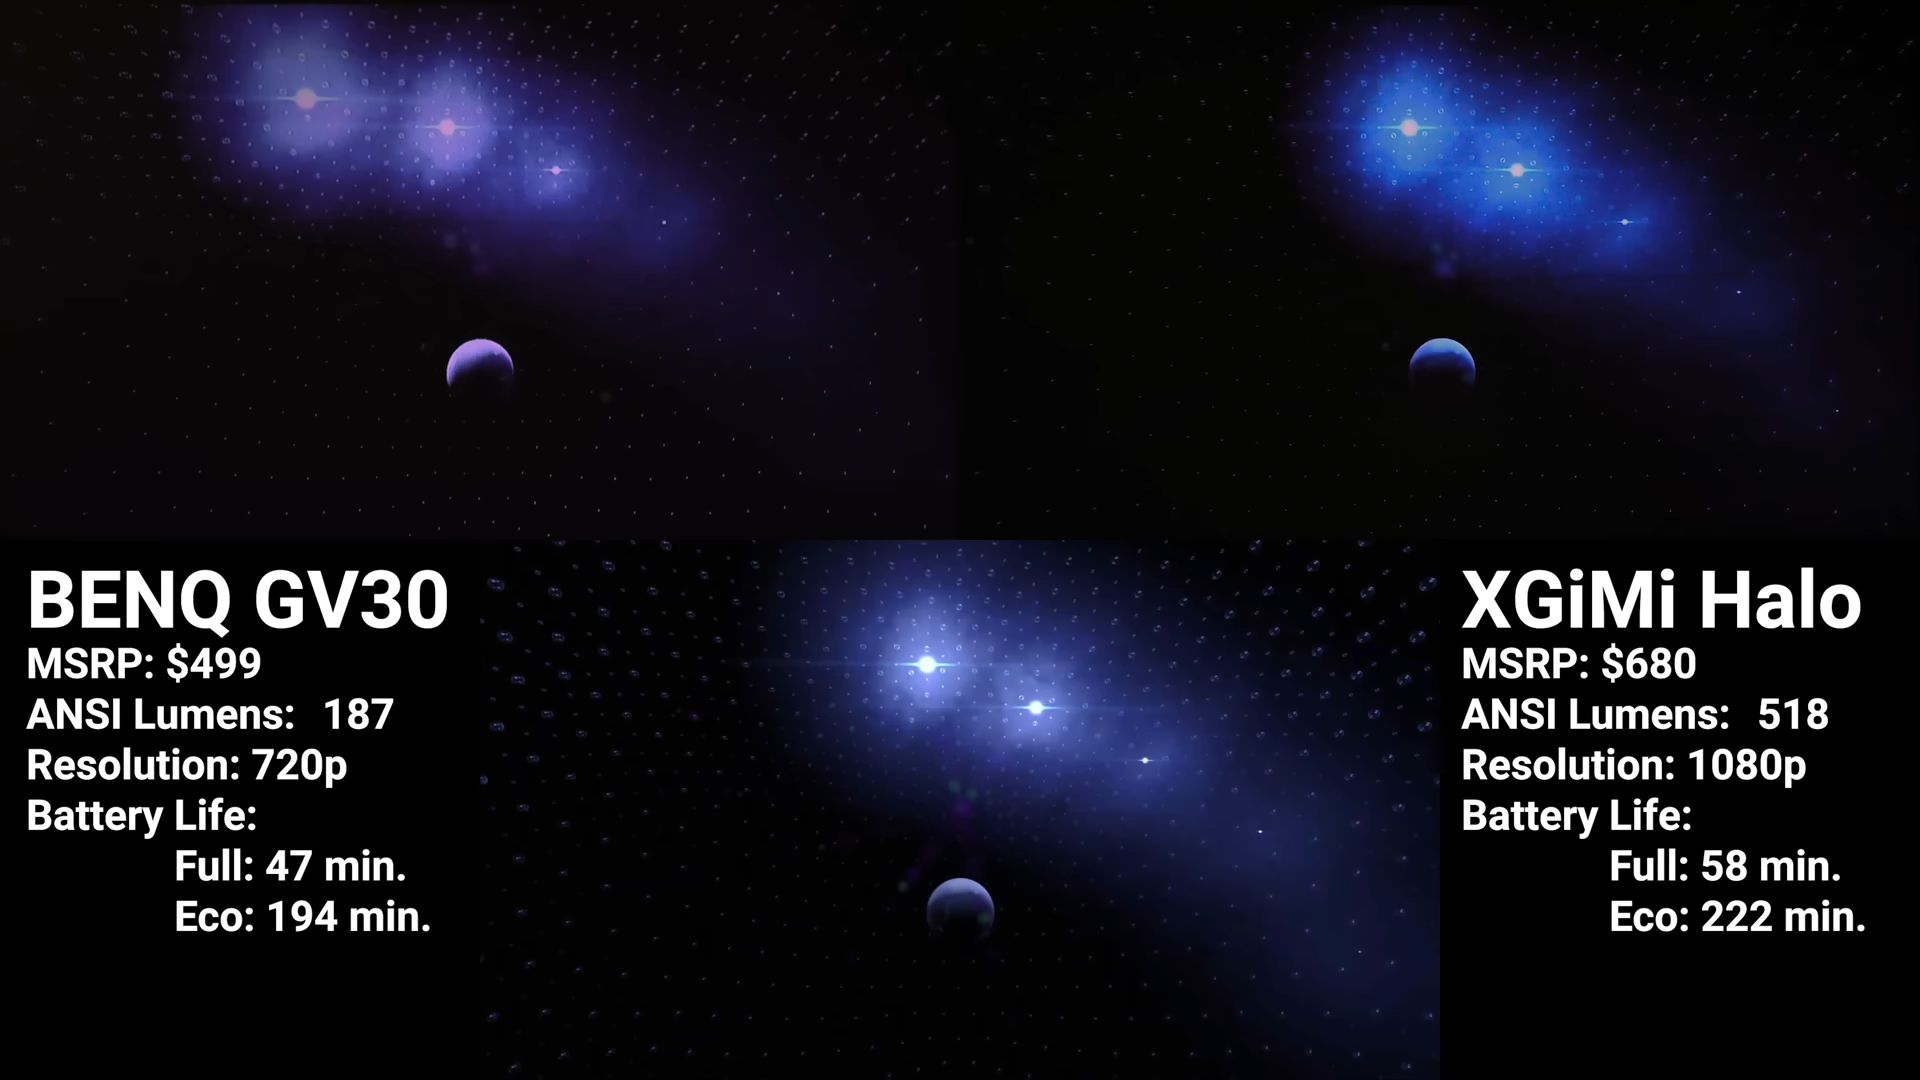 BENQ GV30
MSRP: $499
ANSI Lumens: 187
Resolution: 720p
Battery Life:
Full: 47 min.
Eco: 194 min.
XGiMi Halo
MSRP: $680
ANSI Lumens: 518
Resolution: 1080p
Battery Life:
Full: 58 min.
Eco: 222 min.